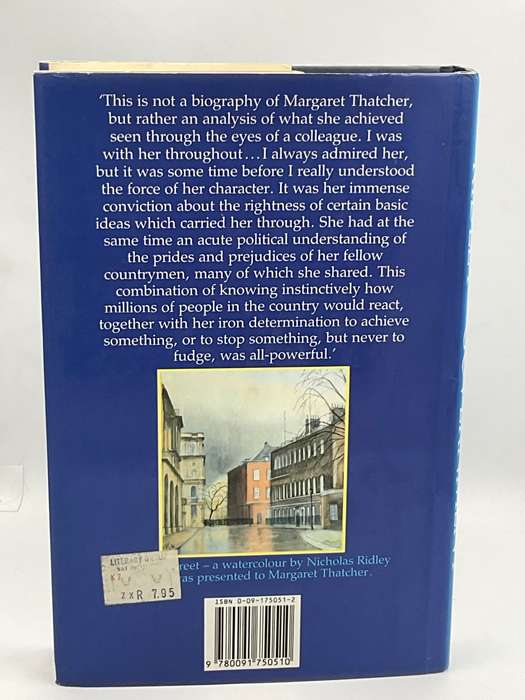 ‘This is not a biography of Margaret Thatcher,
but rather an analysis of what she achieved
seen through the eyes of a colleague. I was
with her throughout...I always admired her,
but it was some time before I really understood
the force of her character. It was her immense
conviction about the rightness of certain basic
ideas which carried her through. She had at the
same time an acute political understanding of
the prides and prejudices of her fellow
countrymen, many of which she shared. This
combination of knowing instinctively how
millions of people in the country would react,
together with her iron determination to achieve
something, or to stop something, but never to
fudge, was all-powerful.’
reet – a watercolour by Nicholas Ridley
as presented to Margaret Thatcher.
LITERARY
ZXR 7.95
ISBN 0-09-175051-2
9 780091 750510